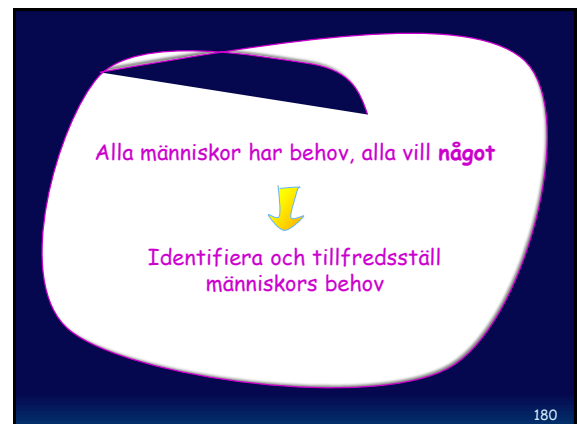 Alla människor har behov, alla vill något
Identifiera och tillfredsställ
människors behov
180